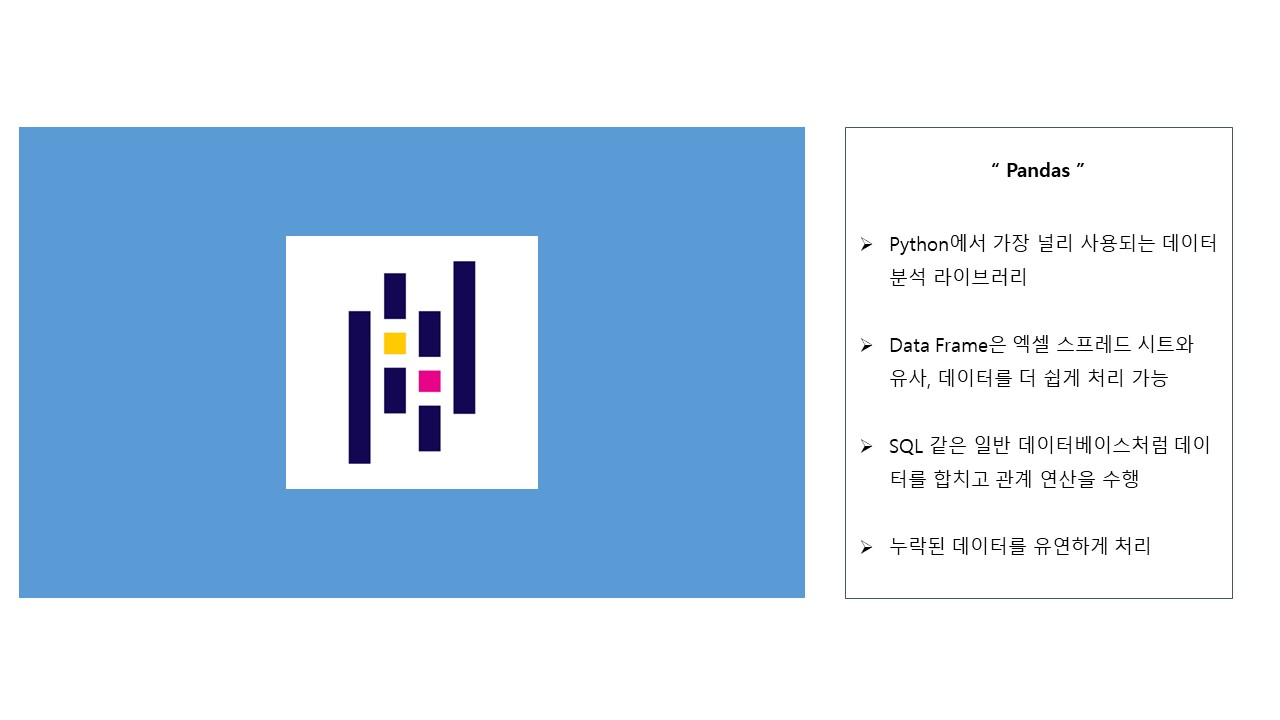 “ Pandas ”
➢ Python에서 가장 널리 사용되는 데이터
분석 라이브러리
➢ Data Frame은 엑셀 스프레드 시트와
유사, 데이터를 더 쉽게 처리 가능
➢ SQL 같은 일반 데이터베이스처럼 데이
터를 합치고 관계 연산을 수행
➢ 누락된 데이터를 유연하게 처리